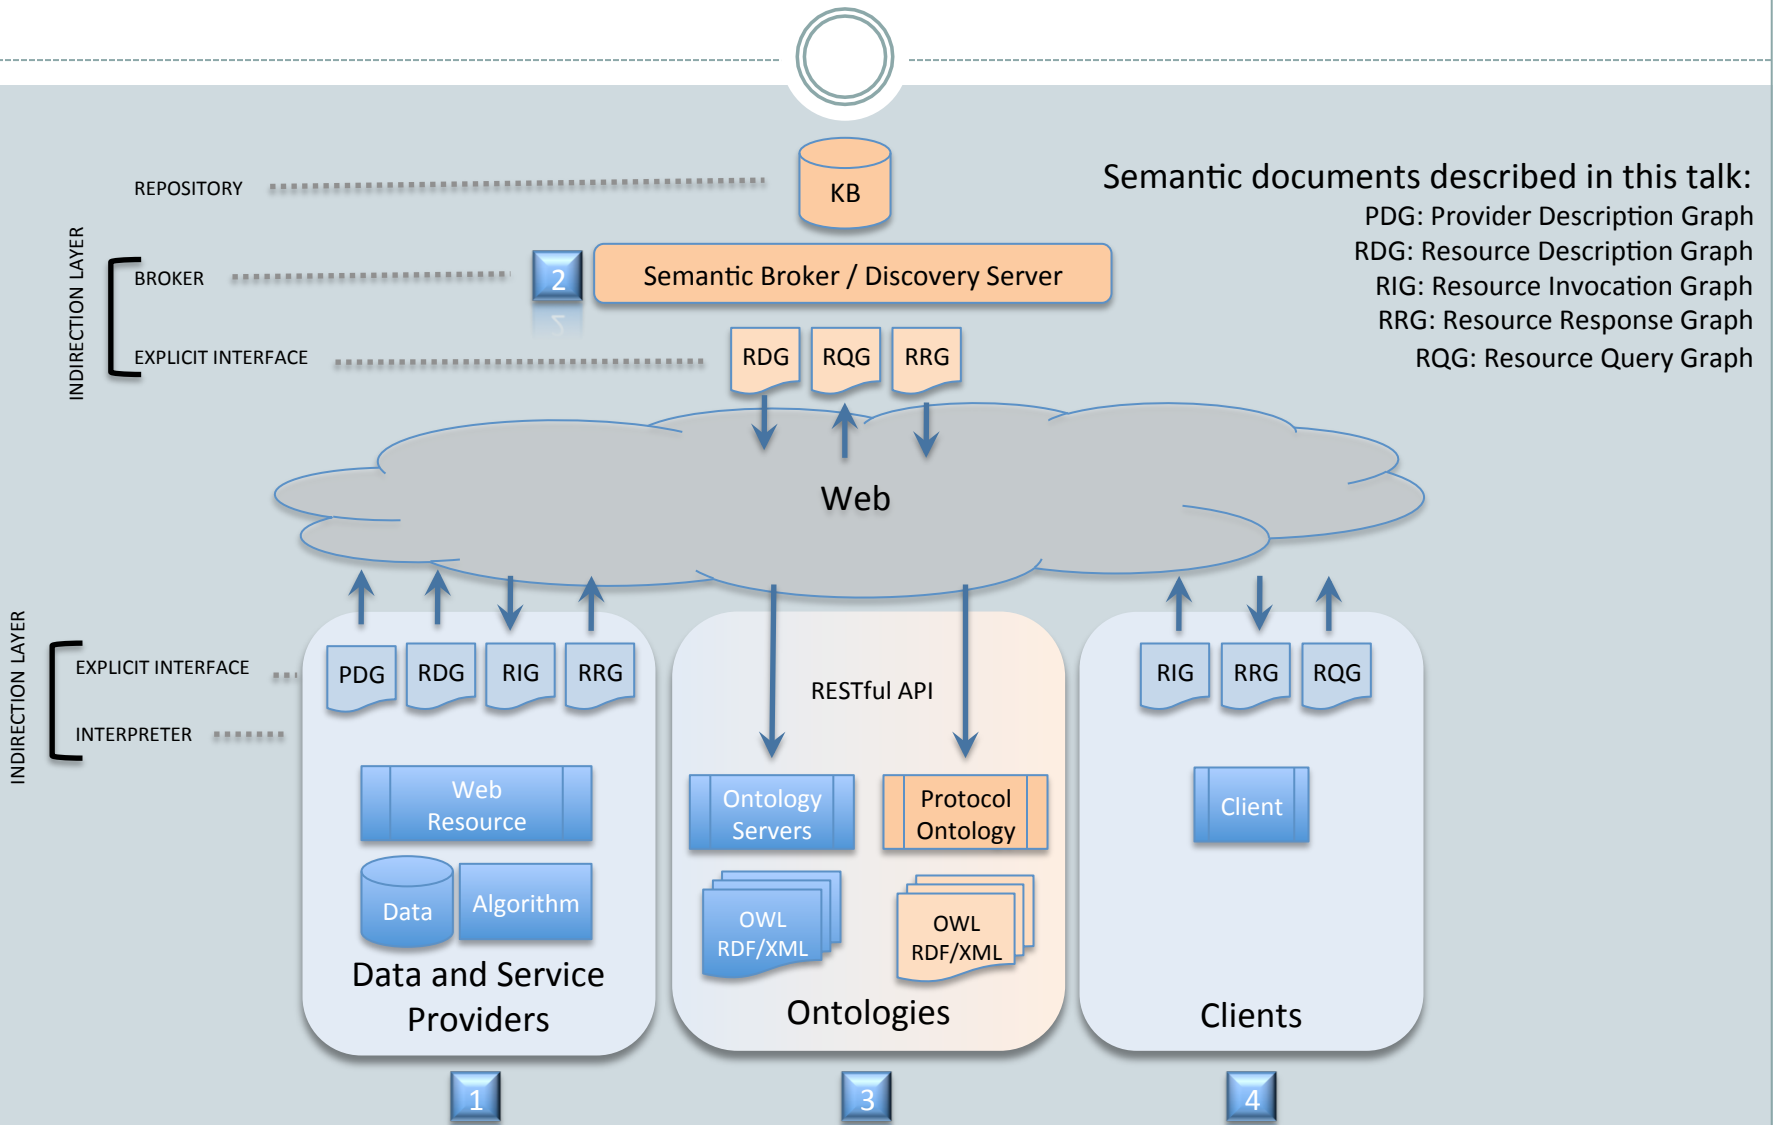 REPOSITORY
KB
Semantic documents described in this talk:
PDG: Provider Description Graph
RDG: Resource Description Graph
RIG: Resource Invocation Graph
RRG: Resource Response Graph
RQG: Resource Query Graph
INDIRECTION LAYER
BROKER
2
Semantic Broker / Discovery Server
EXPLICIT INTERFACE
RDG
RQG
RRG
Web
INDIRECTION LAYER
EXPLICIT INTERFACE
INTERPRETER
PDG
RDG
RIG
RRG
Web
Resource
Data
Algorithm
Data and Service
Providers
1
RESTful API
Ontology
Servers
Protocol
Ontology
OWL
RDF/XML
OWL
RDF/XML
Ontologies
3
RIG
RRG
RQG
Client
Clients
4